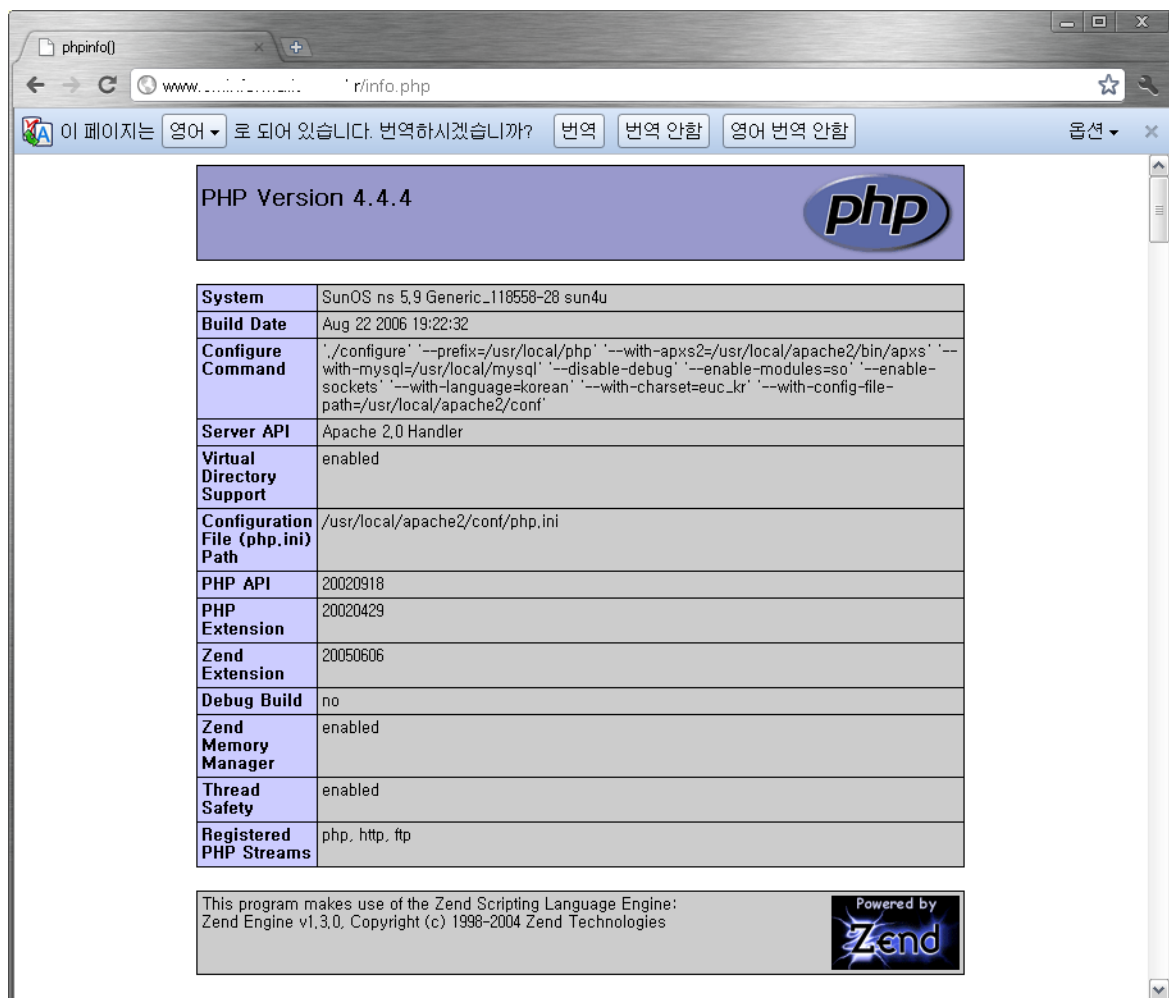 phpinfo()
www. r/info.php
이 페이지는 영어 로 되어 있습니다. 번역하시겠습니까? 번역 번역 안함 영어 번역 안함 옵션
PHP Version 4.4.4
php
System SunOS ns 5.9 Generic_118558-28 sun4u
Build Date Aug 22 2006 19:22:32
Configure Command
'./configure' '--prefix=/usr/local/php' '--with-apxs2=/usr/local/apache2/bin/apxs' '--
with-mysql=/usr/local/mysql' '--disable-debug' '--enable-modules=so' '--enable-
sockets' '--with-language=korean' '--with-charset=euc_kr' '--with-config-file-
path=/usr/local/apache2/conf'
Server API Apache 2.0 Handler
Virtual Directory Support enabled
Configuration File (php.ini) Path /usr/local/apache2/conf/php.ini
PHP API 20020918
PHP Extension 20020429
Zend Extension 20050606
Debug Build no
Zend Memory Manager enabled
Thread Safety enabled
Registered PHP Streams php, http, ftp
This program makes use of the Zend Scripting Language Engine:
Zend Engine v1.3.0, Copyright (c) 1998-2004 Zend Technologies
Powered by
Zend